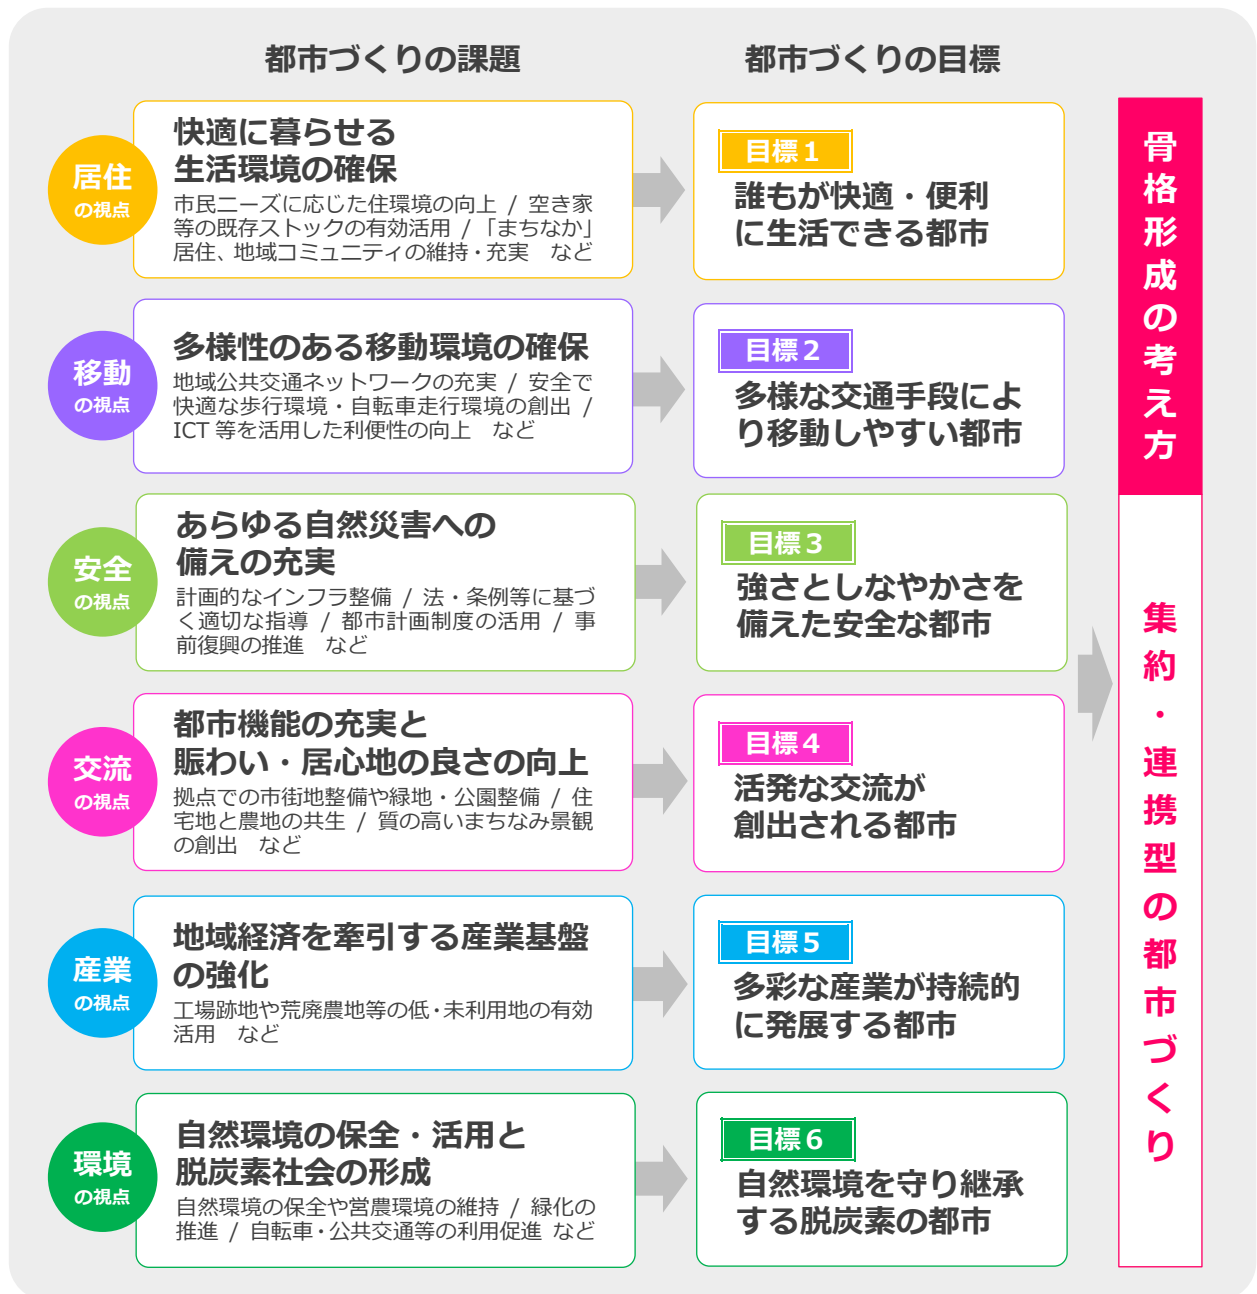 都市づくりの課題
都市づくりの目標
居住
の視点
快適に暮らせる
生活環境の確保
市民ニーズに応じた住環境の向上 / 空き家
等の既存ストックの有効活用 / 「まちなか」
居住、地域コミュニティの維持・充実　など
目標１
誰もが快適・便利
に生活できる都市
移動
の視点
多様性のある移動環境の確保
地域公共交通ネットワークの充実 / 安全で
快適な歩行環境・自転車走行環境の創出 /
ICT 等を活用した利便性の向上　など
目標２
多様な交通手段によ
り移動しやすい都市
安全
の視点
あらゆる自然災害への
備えの充実
計画的なインフラ整備 / 法・条例等に基づ
く適切な指導 / 都市計画制度の活用 / 事
前復興の推進　など
目標３
強さとしなやかさを
備えた安全な都市
交流
の視点
都市機能の充実と
賑わい・居心地の良さの向上
拠点での市街地整備や緑地・公園整備 / 住
宅地と農地の共生 / 質の高いまちなみ景観
の創出　など
目標４
活発な交流が
創出される都市
産業
の視点
地域経済を牽引する産業基盤
の強化
工場跡地や荒廃農地等の低・未利用地の有効
活用　など
目標５
多彩な産業が持続的
に発展する都市
環境
の視点
自然環境の保全・活用と
脱炭素社会の形成
自然環境の保全や営農環境の維持 / 緑化の
推進 / 自転車・公共交通等の利用促進 など
目標６
自然環境を守り継承
する脱炭素の都市
骨格形成の考え方
集約・連携型の都市づくり